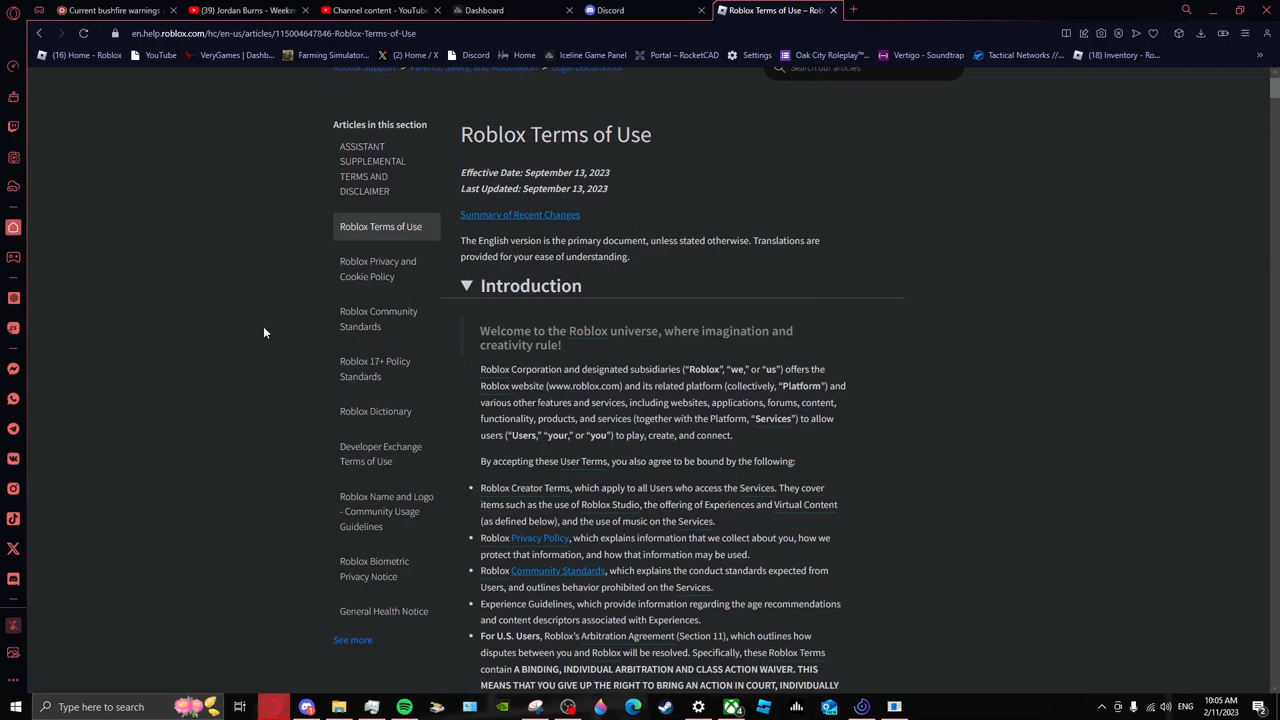 Current bushfire warnings
(39) Jordan Burns - Weeken
Channel content - YouTube
Dashboard
Discord
Roblox Terms of Use –
en.help.roblox.com/hc/en-us/articles/115004647846-Roblox-Terms-of-Use
(16) Home - Roblox
YouTube
VeryGames | Dashb...
Farming Simulator...
(2) Home / X
Discord
Home
Iceline Game Panel
Portal – RocketCAD
Settings
Oak City Roleplay™...
Vertigo - Soundtrap
Tactical Networks //...
(18) Inventory - Ro...
Roblox Support
Parents, Safety, and Moderation
Legal Documents
Search our articles
Articles in this section
ASSISTANT
SUPPLEMENTAL
TERMS AND
DISCLAIMER
Roblox Terms of Use
Roblox Privacy and
Cookie Policy
Roblox Community
Standards
Roblox 17+ Policy
Standards
Roblox Dictionary
Developer Exchange
Terms of Use
Roblox Name and Logo
- Community Usage
Guidelines
Roblox Biometric
Privacy Notice
General Health Notice
See more
Roblox Terms of Use
Effective Date: September 13, 2023
Last Updated: September 13, 2023
Summary of Recent Changes
The English version is the primary document, unless stated otherwise. Translations are
provided for your ease of understanding.
▼ Introduction
Welcome to the Roblox universe, where imagination and
creativity rule!
Roblox Corporation and designated subsidiaries (“Roblox”, “we,” or “us”) offers the
Roblox website (www.roblox.com) and its related platform (collectively, “Platform”) and
various other features and services, including websites, applications, forums, content,
functionality, products, and services (together with the Platform, “Services”) to allow
users (“Users,” “your,” or “you”) to play, create, and connect.
By accepting these User Terms, you also agree to be bound by the following:
• Roblox Creator Terms, which apply to all Users who access the Services. They cover
items such as the use of Roblox Studio, the offering of Experiences and Virtual Content
(as defined below), and the use of music on the Services.
• Roblox Privacy Policy, which explains information that we collect about you, how we
protect that information, and how that information may be used.
• Roblox Community Standards, which explains the conduct standards expected from
Users, and outlines behavior prohibited on the Services.
• Experience Guidelines, which provide information regarding the age recommendations
and content descriptors associated with Experiences.
• For U.S. Users, Roblox’s Arbitration Agreement (Section 11), which outlines how
disputes between you and Roblox will be resolved. Specifically, these Roblox Terms
contain A BINDING, INDIVIDUAL ARBITRATION AND CLASS ACTION WAIVER. THIS
MEANS THAT YOU GIVE UP THE RIGHT TO BRING AN ACTION IN COURT, INDIVIDUALLY
Type here to search
ENG
10:05 AM
2/11/2023